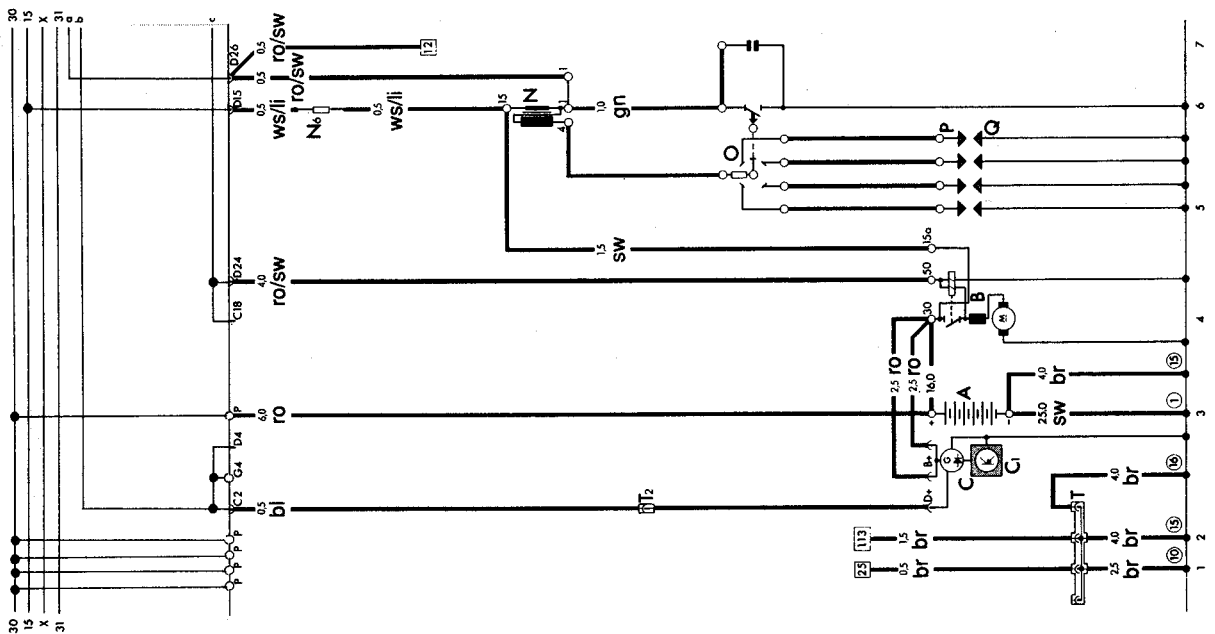 30 30
15 15
X X
31 31
a
b
c
P P P P C2 G4 D4 P C18 D24 D15 D26
0,5 6,0 4,0 0,5 0,5 0,5
bl ro ro/sw ws/li ro/sw ro/sw
N6
0,5
ws/li
12
15
N
4 1
1,0
gn
1,5
sw
T2
O
25 113
0,5 1,5
br br
2,5 2,5 16,0
ro ro
D+ B+ + 30 50 15a
G
C A B P
C1
M
Q
-
T
2,5 4,0 4,0 25,0 4,0
br br br sw br
10 15 16 1 15
1 2 3 4 5 6 7